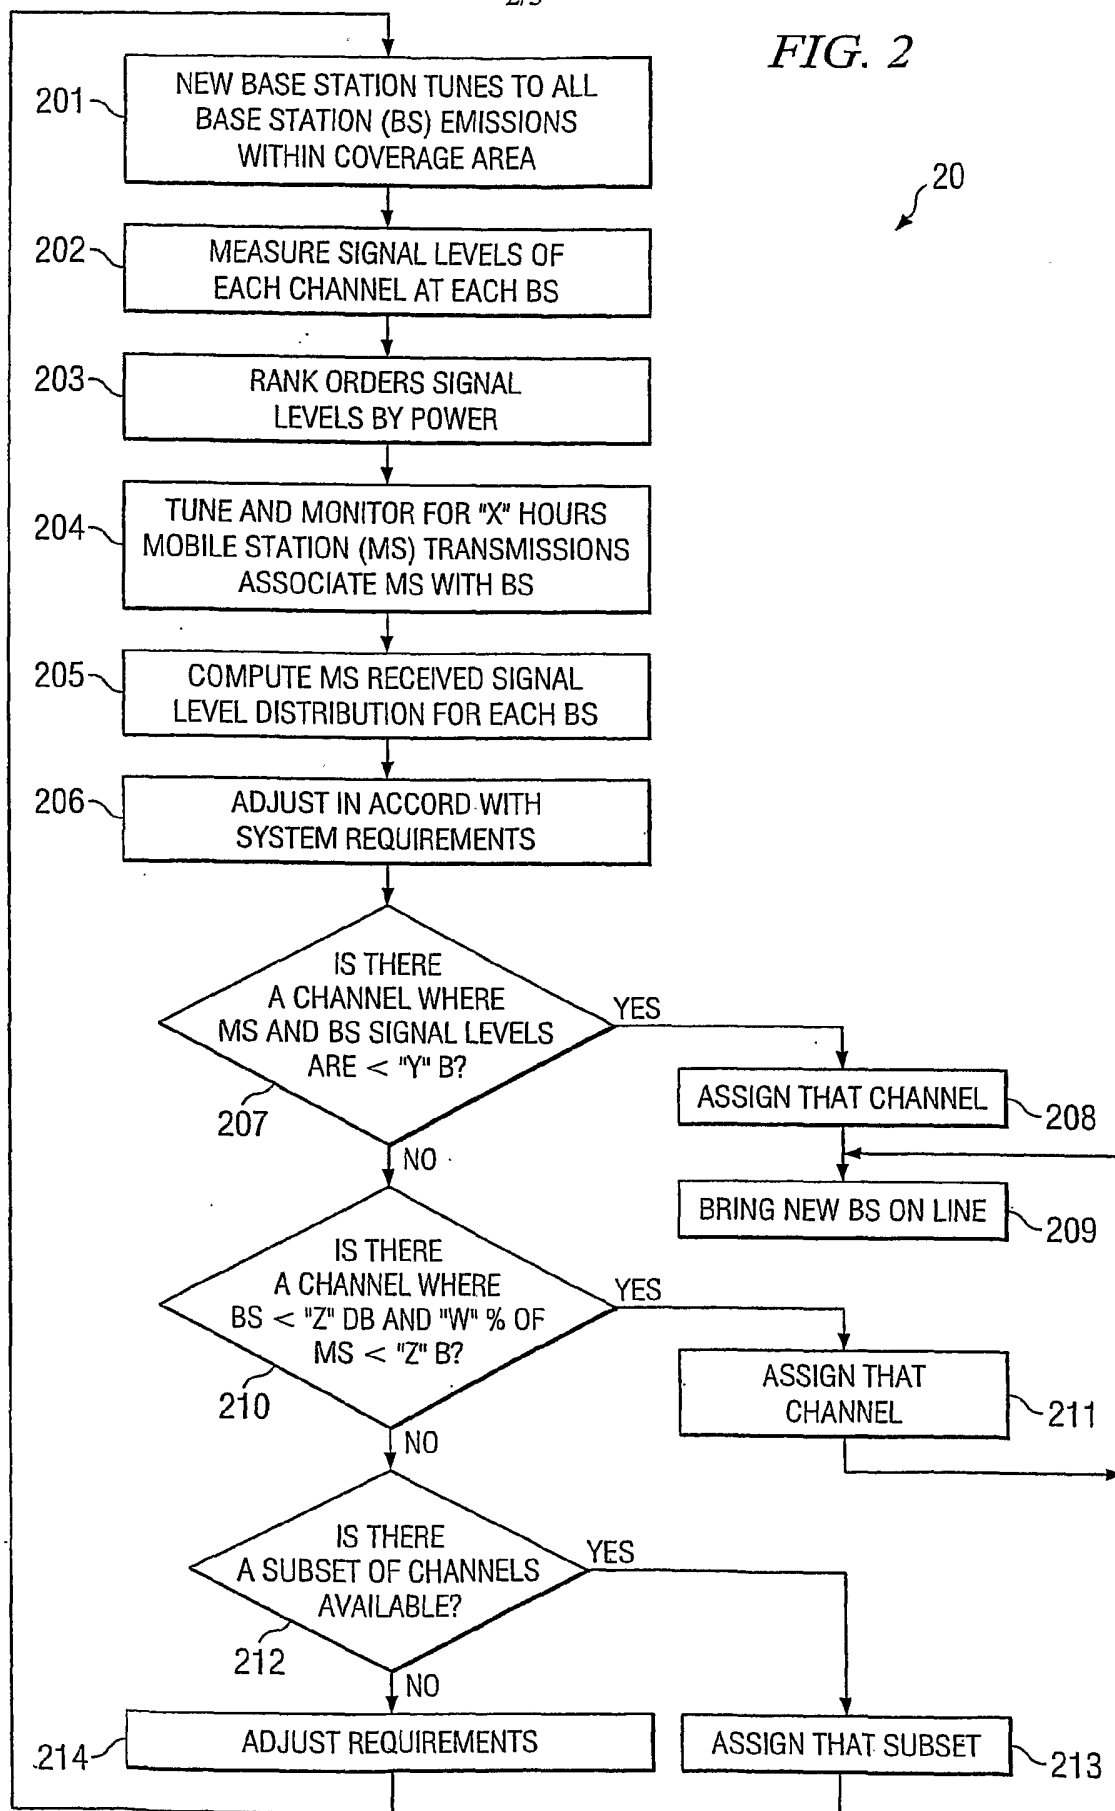 FIG. 2
20
201
NEW BASE STATION TUNES TO ALL
BASE STATION (BS) EMISSIONS
WITHIN COVERAGE AREA
202
MEASURE SIGNAL LEVELS OF
EACH CHANNEL AT EACH BS
203
RANK ORDERS SIGNAL
LEVELS BY POWER
204
TUNE AND MONITOR FOR "X" HOURS
MOBILE STATION (MS) TRANSMISSIONS
ASSOCIATE MS WITH BS
205
COMPUTE MS RECEIVED SIGNAL
LEVEL DISTRIBUTION FOR EACH BS
206
ADJUST IN ACCORD WITH
SYSTEM REQUIREMENTS
IS THERE
A CHANNEL WHERE
MS AND BS SIGNAL LEVELS
ARE < "Y" B?
207
YES
NO
ASSIGN THAT CHANNEL
208
BRING NEW BS ON LINE
209
IS THERE
A CHANNEL WHERE
BS < "Z" DB AND "W" % OF
MS < "Z" B?
210
YES
NO
ASSIGN THAT
CHANNEL
211
IS THERE
A SUBSET OF CHANNELS
AVAILABLE?
212
YES
NO
ADJUST REQUIREMENTS
214
ASSIGN THAT SUBSET
213